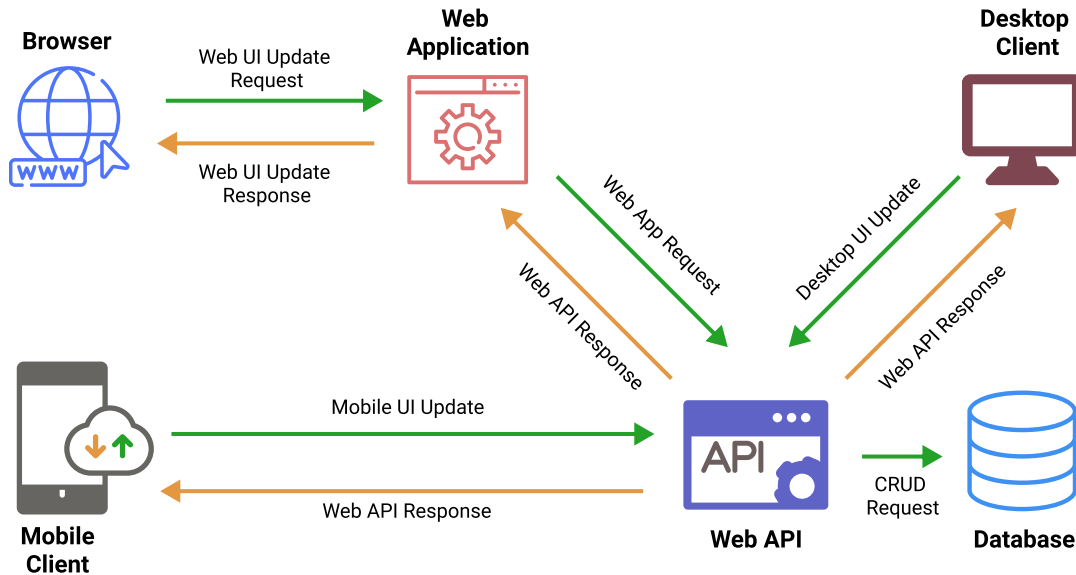 Browser
WWW
Web UI Update
Request
Web UI Update
Response
Web
Application
Desktop
Client
Web App Request
Web API Response
Desktop UI Update
Web API Response
Mobile UI Update
Web API Response
Mobile
Client
API
Web API
CRUD
Request
Database